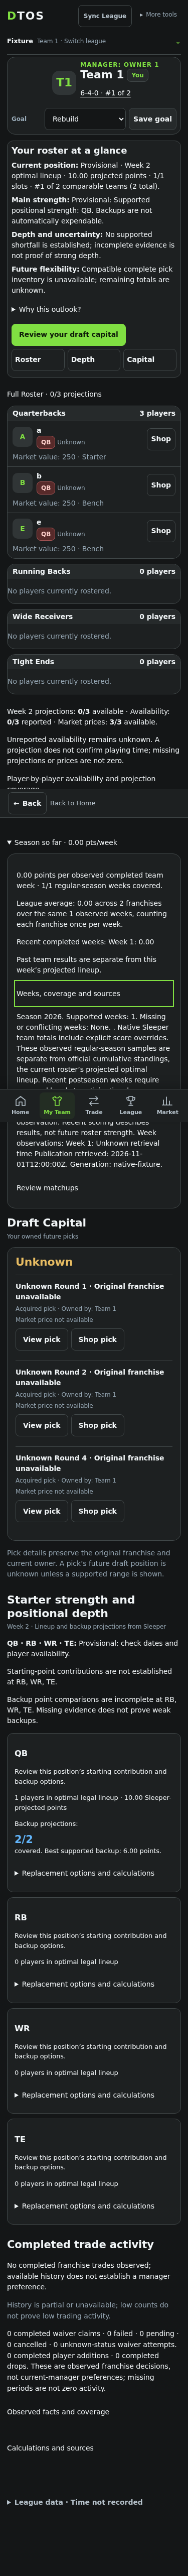 DTOS
Sync League
▸ More tools
Fixture Team 1 · Switch league
T1
MANAGER: OWNER 1
Team 1 You
6-4-0 · #1 of 2
Goal
Rebuild
Save goal
Your roster at a glance
Current position: Provisional · Week 2
optimal lineup · 10.00 projected points · 1/1
slots · #1 of 2 comparable teams (2 total).
Main strength: Provisional: Supported
positional strength: QB. Backups are not
automatically expendable.
Depth and uncertainty: No supported
shortfall is established; incomplete evidence is
not proof of strong depth.
Future flexibility: Compatible complete pick
inventory is unavailable; remaining totals are
unknown.
▸ Why this outlook?
Review your draft capital
Roster
Depth
Capital
Full Roster · 0/3 projections
Quarterbacks 3 players
A
a
QB Unknown
Shop
Market value: 250 · Starter
B
b
QB Unknown
Shop
Market value: 250 · Bench
E
e
QB Unknown
Shop
Market value: 250 · Bench
Running Backs 0 players
No players currently rostered.
Wide Receivers 0 players
No players currently rostered.
Tight Ends 0 players
No players currently rostered.
Week 2 projections: 0/3 available · Availability:
0/3 reported · Market prices: 3/3 available.
Unreported availability remains unknown. A
projection does not confirm playing time; missing
projections or prices are not zero.
Player-by-player availability and projection
← Back Back to Home
▾ Season so far · 0.00 pts/week
0.00 points per observed completed team
week · 1/1 regular-season weeks covered.
League average: 0.00 across 2 franchises
over the same 1 observed weeks, counting
each franchise once per week.
Recent completed weeks: Week 1: 0.00
Past team results are separate from this
week's projected lineup.
Weeks, coverage and sources
Season 2026. Supported weeks: 1. Missing
or conflicting weeks: None. . Native Sleeper
team totals include explicit score overrides.
These observed regular-season samples are
separate from official cumulative standings,
the current roster's projected optimal
lineup. Recent postseason weeks require
Home
My Team
Trade
League
Market
observation. Recent scoring describes
results, not future roster strength. Week
observations: Week 1: Unknown retrieval
time Publication retrieved: 2026-11-
01T12:00:00Z. Generation: native-fixture.
Review matchups
Draft Capital
Your owned future picks
Unknown
Unknown Round 1 · Original franchise
unavailable
Acquired pick · Owned by: Team 1
Market price not available
View pick
Shop pick
Unknown Round 2 · Original franchise
unavailable
Acquired pick · Owned by: Team 1
Market price not available
View pick
Shop pick
Unknown Round 4 · Original franchise
unavailable
Acquired pick · Owned by: Team 1
Market price not available
View pick
Shop pick
Pick details preserve the original franchise and
current owner. A pick's future draft position is
unknown unless a supported range is shown.
Starter strength and
positional depth
Week 2 · Lineup and backup projections from Sleeper
QB · RB · WR · TE: Provisional: check dates and
player availability.
Starting-point contributions are not established
at RB, WR, TE.
Backup point comparisons are incomplete at RB,
WR, TE. Missing evidence does not prove weak
backups.
QB
Review this position's starting contribution and
backup options.
1 players in optimal legal lineup · 10.00 Sleeper-
projected points
Backup projections:
2/2
covered. Best supported backup: 6.00 points.
▸ Replacement options and calculations
RB
Review this position's starting contribution and
backup options.
0 players in optimal legal lineup
▸ Replacement options and calculations
WR
Review this position's starting contribution and
backup options.
0 players in optimal legal lineup
▸ Replacement options and calculations
TE
Review this position's starting contribution and
backup options.
0 players in optimal legal lineup
▸ Replacement options and calculations
Completed trade activity
No completed franchise trades observed;
available history does not establish a manager
preference.
History is partial or unavailable; low counts do
not prove low trading activity.
0 completed waiver claims · 0 failed · 0 pending ·
0 cancelled · 0 unknown-status waiver attempts.
0 completed player additions · 0 completed
drops. These are observed franchise decisions,
not current-manager preferences; missing
periods are not zero activity.
Observed facts and coverage
Calculations and sources
▸ League data · Time not recorded